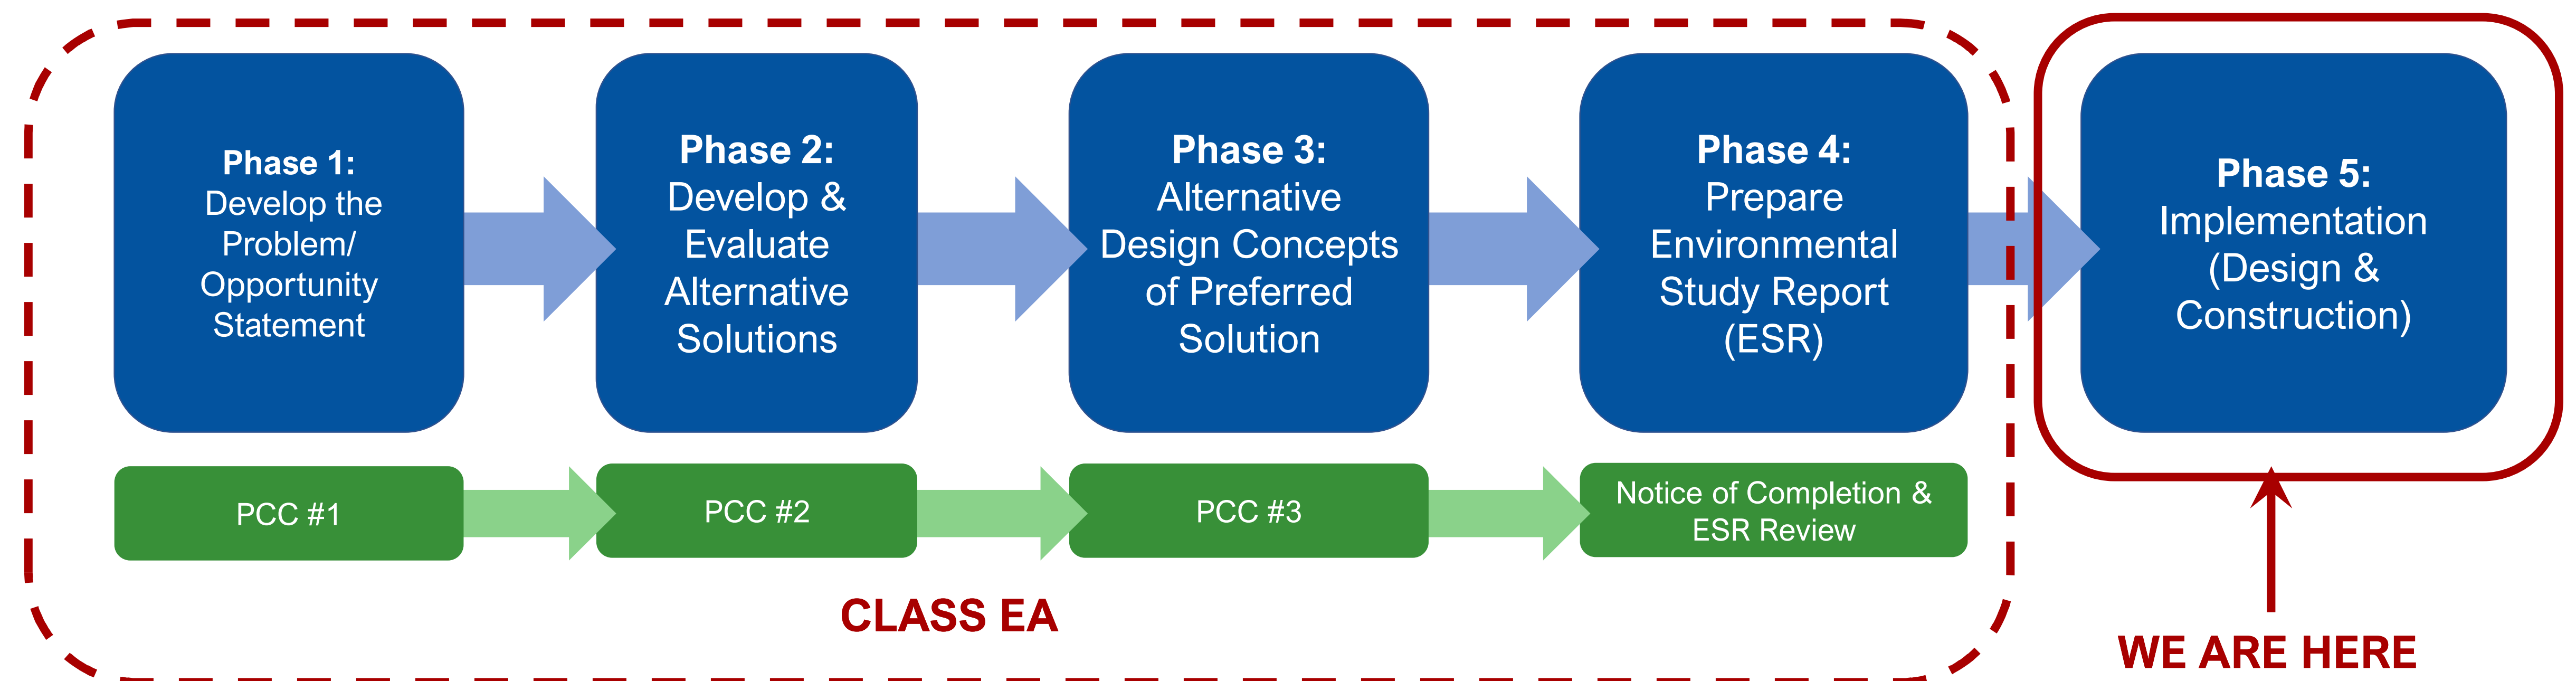 Phase 1:
Develop the
Problem/
Opportunity
Statement
Phase 2:
Develop &
Evaluate
Alternative
Solutions
Phase 3:
Alternative
Design Concepts
of Preferred
Solution
Phase 4:
Prepare
Environmental
Study Report
(ESR)
Phase 5:
Implementation
(Design &
Construction)
PCC #1
PCC #2
PCC #3
Notice of Completion &
ESR Review
CLASS EA
WE ARE HERE